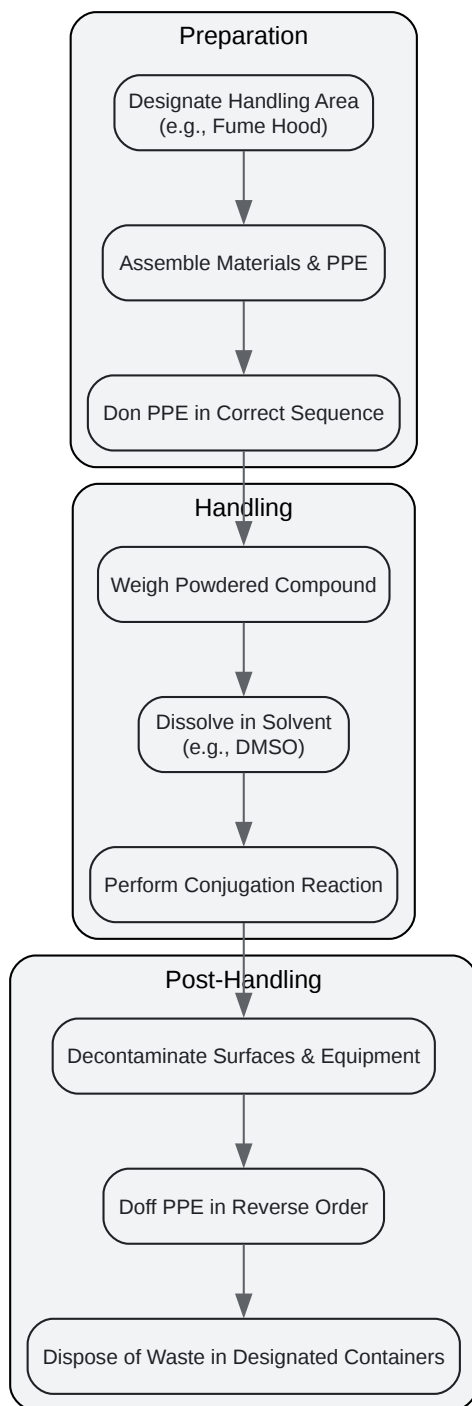 Preparation
Designate Handling Area
(e.g., Fume Hood)
Assemble Materials & PPE
Don PPE in Correct Sequence
Handling
Weigh Powdered Compound
Dissolve in Solvent
(e.g., DMSO)
Perform Conjugation Reaction
Post-Handling
Decontaminate Surfaces & Equipment
Doff PPE in Reverse Order
Dispose of Waste in Designated Containers